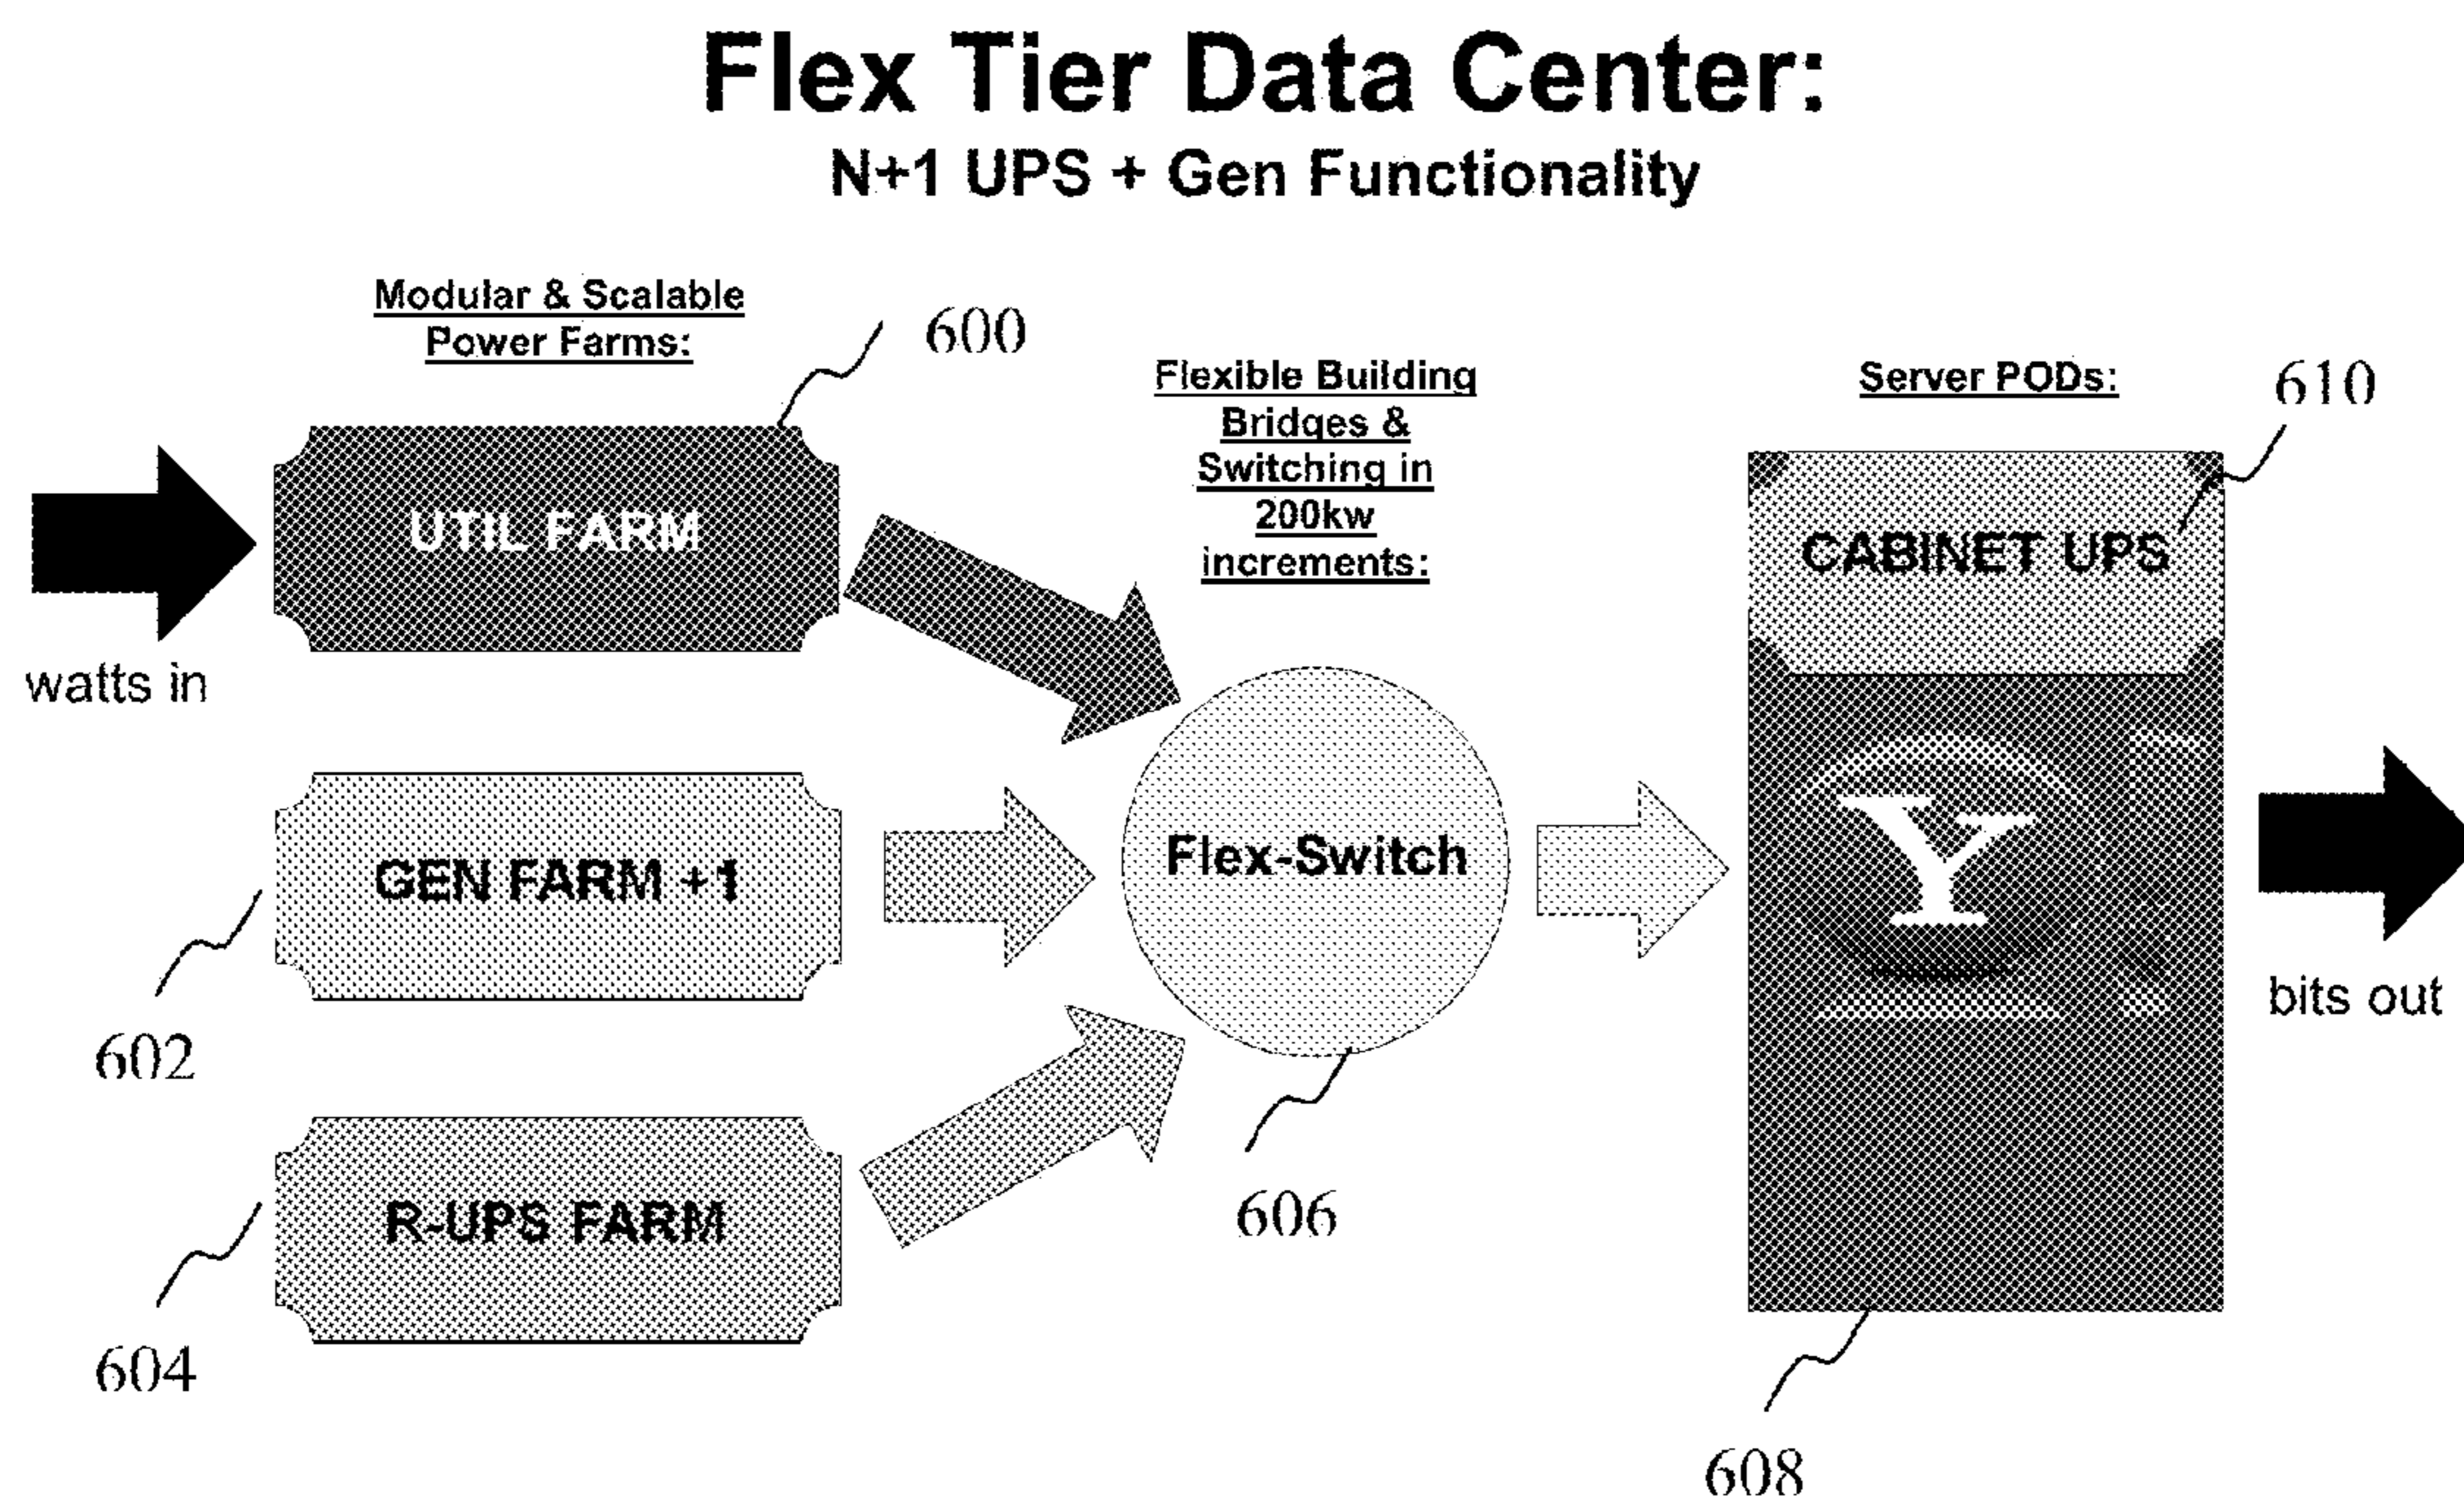 Flex Tier Data Center:
N+1 UPS + Gen Functionality
Modular & Scalable
Power Farms:
600
Flexible Building
Bridges &
Switching in
200kw
increments:
Server PODs:
610
UTIL FARM
CABINET UPS
watts in
GEN FARM +1
Flex-Switch
Y
bits out
602
R-UPS FARM
604
606
608